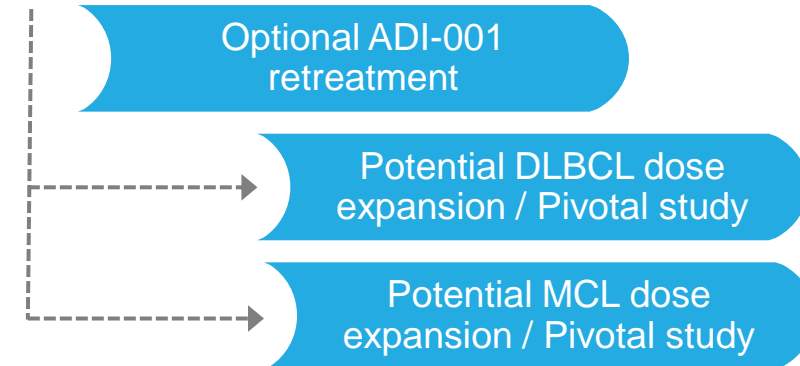 Optional ADI-001
retreatment
Potential DLBCL dose
expansion / Pivotal study
Potential MCL dose
expansion / Pivotal study